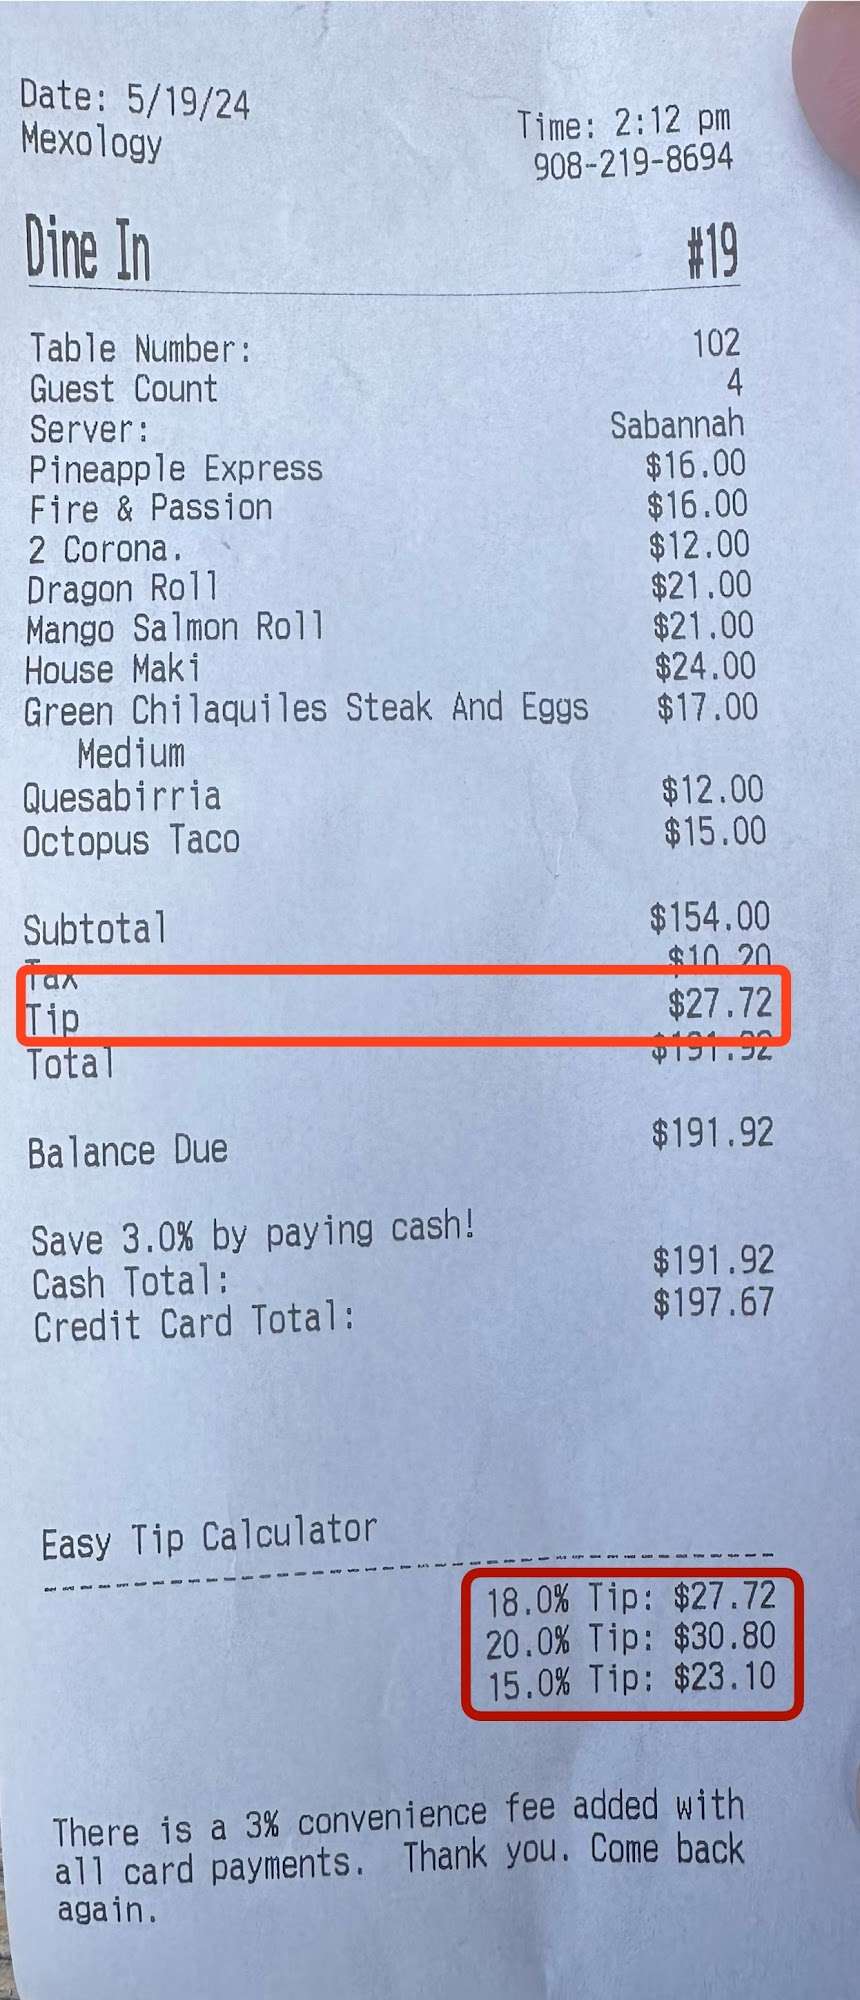 Date: 5/19/24
Time: 2:12 pm
Mexology
908-219-8694
Dine In #19
Table Number: 102
Guest Count 4
Server: Sabannah
Pineapple Express $16.00
Fire & Passion $16.00
2 Corona. $12.00
Dragon Roll $21.00
Mango Salmon Roll $21.00
House Maki $24.00
Green Chilaquiles Steak And Eggs $17.00
Medium
Quesabirria $12.00
Octopus Taco $15.00
Subtotal $154.00
Tax $10.20
Tip $27.72
Total $191.92
Balance Due $191.92
Save 3.0% by paying cash!
Cash Total: $191.92
Credit Card Total: $197.67
Easy Tip Calculator
18.0% Tip: $27.72
20.0% Tip: $30.80
15.0% Tip: $23.10
There is a 3% convenience fee added with
all card payments. Thank you. Come back
again.